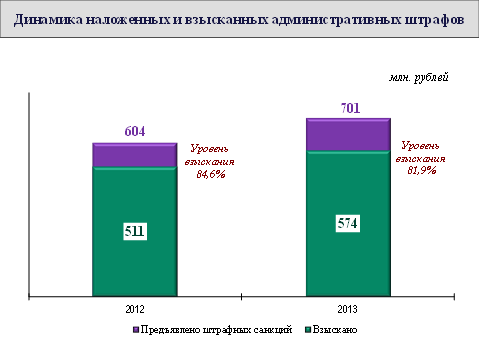 Динамика наложенных и взысканных административных штрафов
млн. рублей
604
701
Уровень
взыскания
84,6%
Уровень
взыскания
81,9%
511
574
2012
2013
Предъявлено штрафных санкций
Взыскано